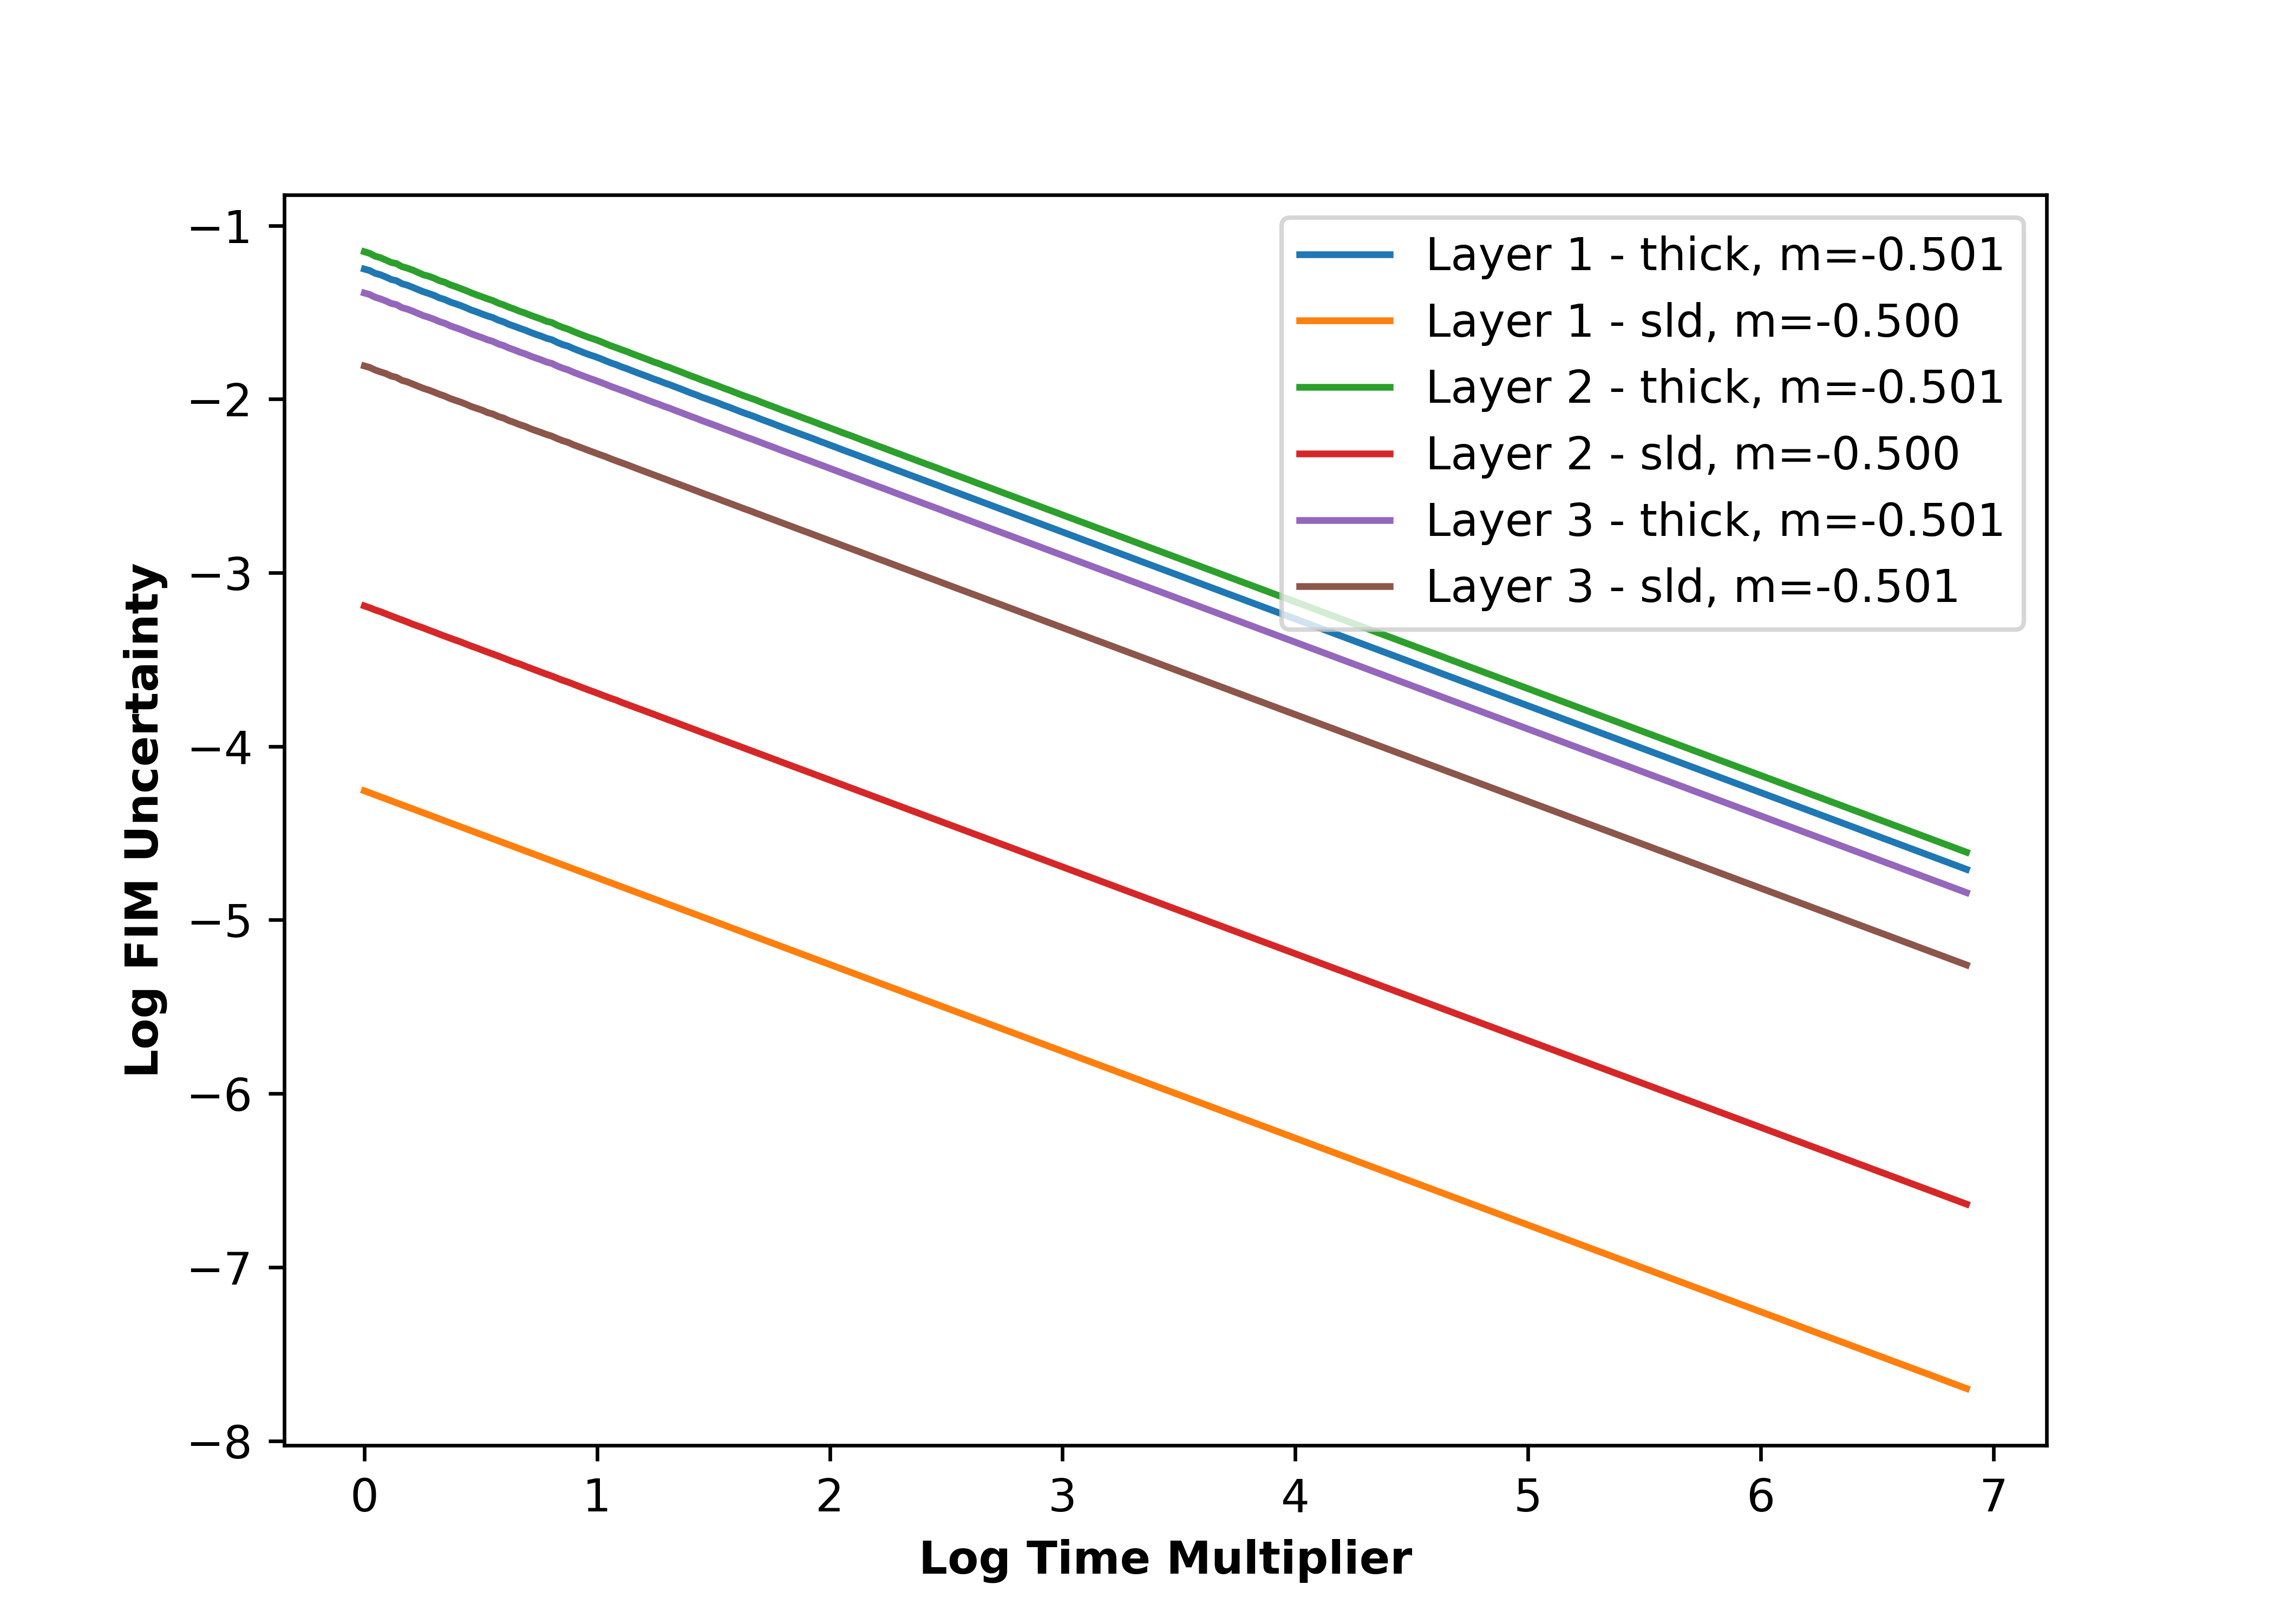 −1
−2
−3
−4
−5
−6
−7
−8
Log FIM Uncertainty
Layer 1 - thick, m=-0.501
Layer 1 - sld, m=-0.500
Layer 2 - thick, m=-0.501
Layer 2 - sld, m=-0.500
Layer 3 - thick, m=-0.501
Layer 3 - sld, m=-0.501
0 1 2 3 4 5 6 7
Log Time Multiplier